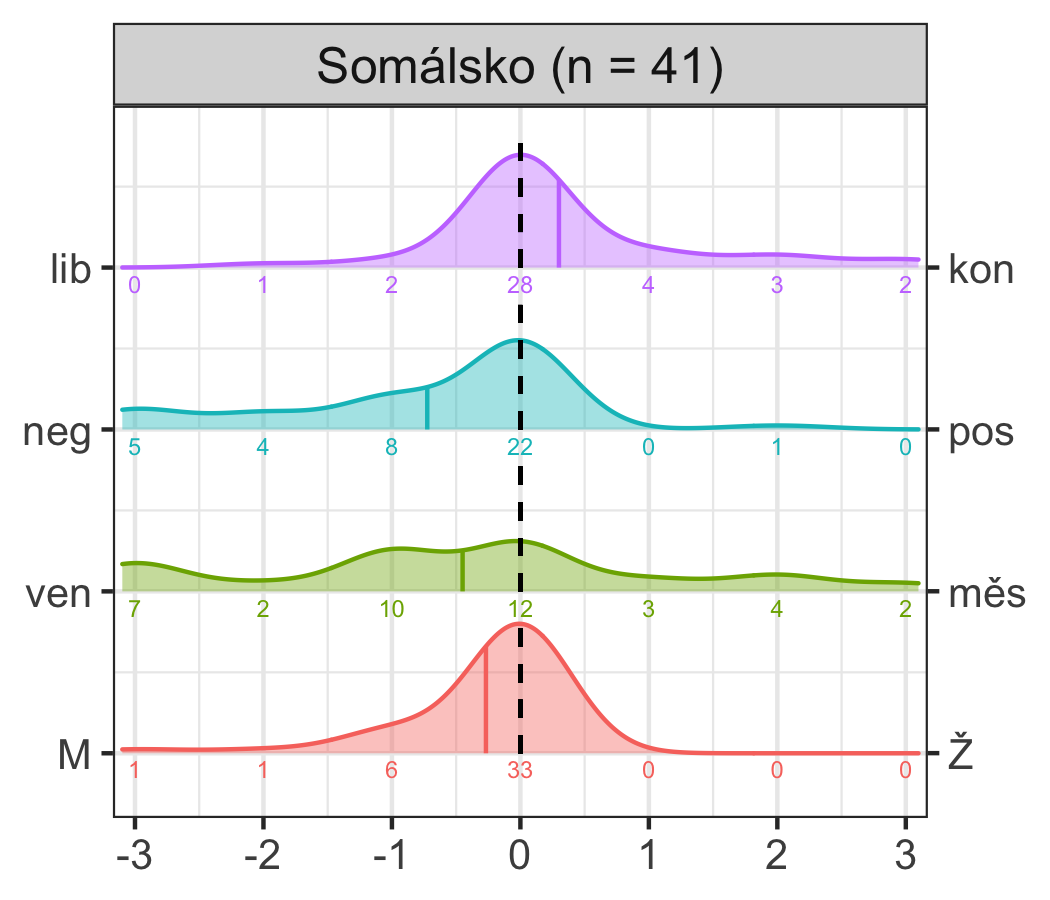 Somálsko (n = 41)
lib kon
0 1 2 28 4 3 2
neg pos
5 4 8 22 0 1 0
ven měs
7 2 10 12 3 4 2
M Ž
1 1 6 33 0 0 0
-3 -2 -1 0 1 2 3